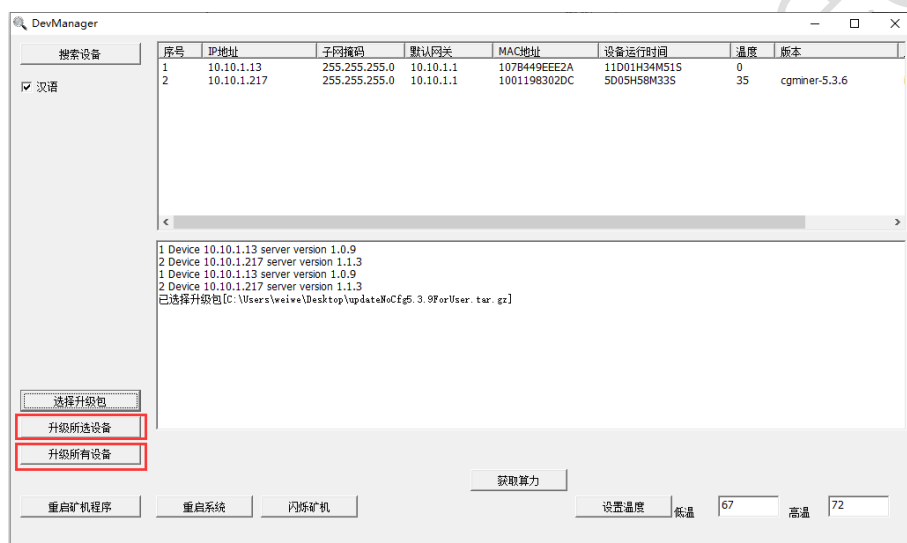 DevManager
搜索设备
汉语
序号 IP地址 子网掩码 默认网关 MAC地址 设备运行时间 温度 版本
1 10.10.1.13 255.255.255.0 10.10.1.1 107B449EEE2A 11D01H34M51S 0
2 10.10.1.217 255.255.255.0 10.10.1.1 1001198302DC 5D05H58M33S 35 cgminer-5.3.6
1 Device 10.10.1.13 server version 1.0.9
2 Device 10.10.1.217 server version 1.1.3
1 Device 10.10.1.13 server version 1.0.9
2 Device 10.10.1.217 server version 1.1.3
已选择升级包[C:\Users\weiwe\Desktop\updateNoCfg5.3.9ForUser.tar.gz]
选择升级包
升级所选设备
升级所有设备
获取算力
重启矿机程序 重启系统 闪烁矿机 设置温度 低温 67 高温 72